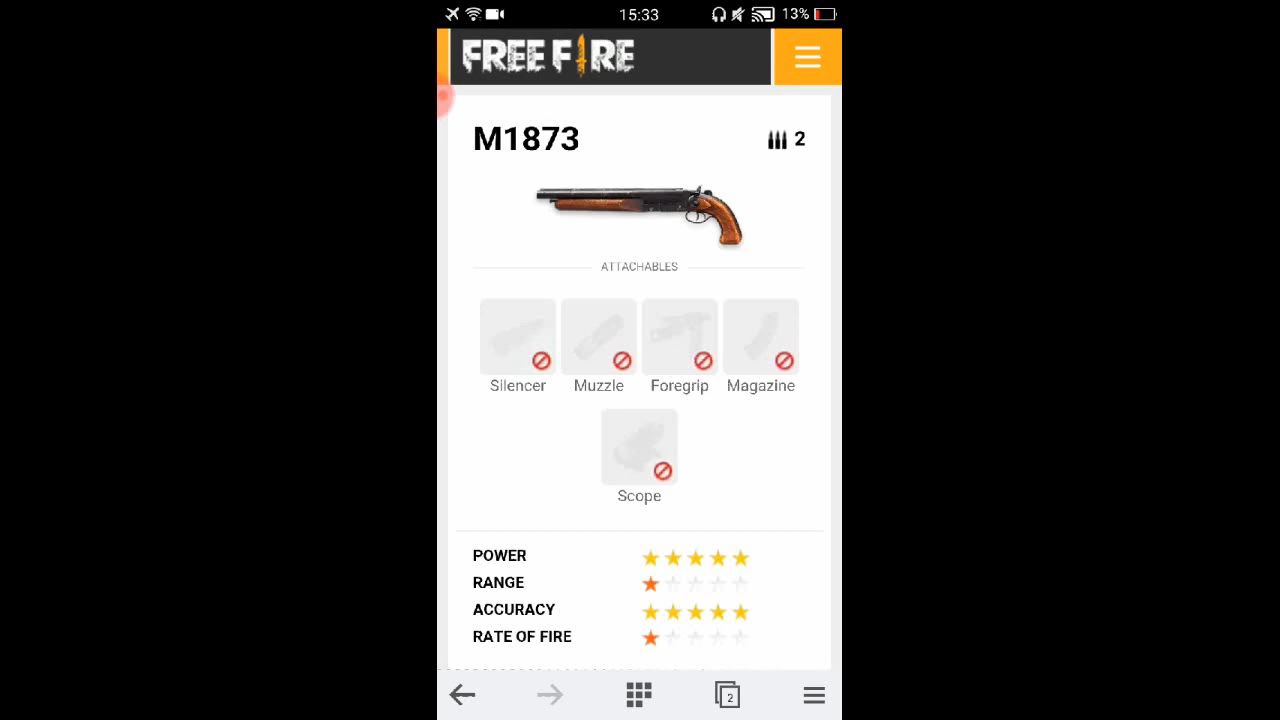 15:33
13%
FREE FIRE
M1873
2
ATTACHABLES
Silencer Muzzle Foregrip Magazine
Scope
POWER
RANGE
ACCURACY
RATE OF FIRE
2